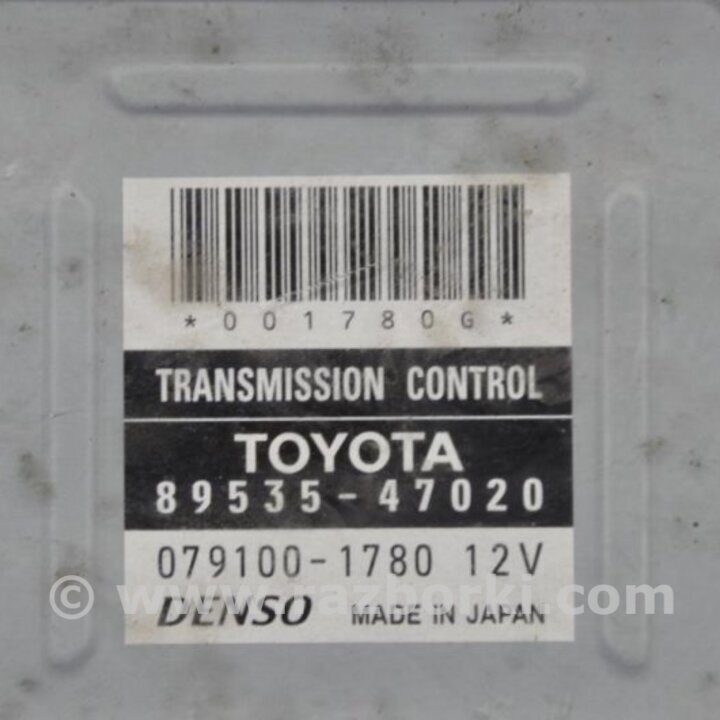 *001780G*
TRANSMISSION CONTROL
TOYOTA
89535-47020
079100-1780 12V
© www.razborki.com
DENSO MADE IN JAPAN